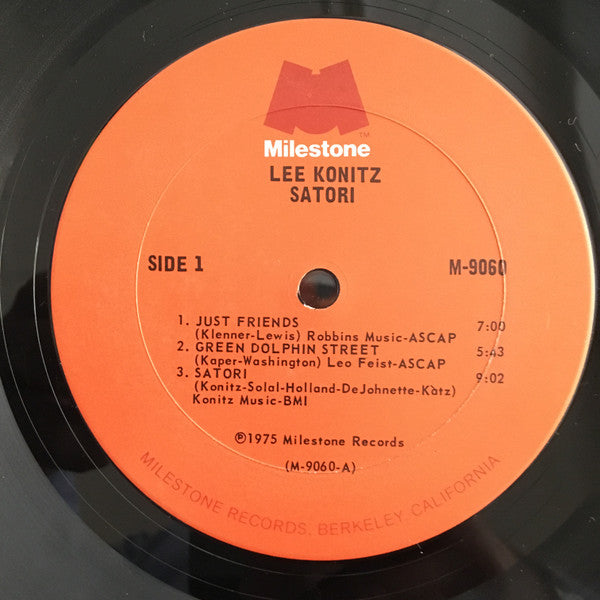 TM
Milestone
LEE KONITZ
SATORI
SIDE 1
M-9060
1. JUST FRIENDS 7:00
(Klenner-Lewis) Robbins Music-ASCAP
2. GREEN DOLPHIN STREET 5:43
(Kaper-Washington) Leo Feist-ASCAP
3. SATORI 9:02
(Konitz-Solal-Holland-DeJohnette-Katz)
Konitz Music-BMI
℗1975 Milestone Records
(M-9060-A)
MILESTONE RECORDS, BERKELEY, CALIFORNIA